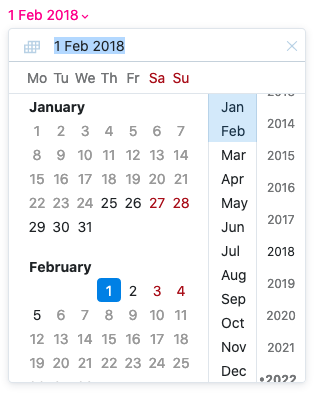 1 Feb 2018
1 Feb 2018
Mo Tu We Th Fr Sa Su
January
1 2 3 4 5 6 7
8 9 10 11 12 13 14
15 16 17 18 19 20 21
22 23 24 25 26 27 28
29 30 31
February
1 2 3 4
5 6 7 8 9 10 11
12 13 14 15 16 17 18
19 20 21 22 23 24 25
Jan
Feb
Mar
Apr
May
Jun
Jul
Aug
Sep
Oct
Nov
Dec
2014
2015
2016
2017
2018
2019
2020
2021
•2022